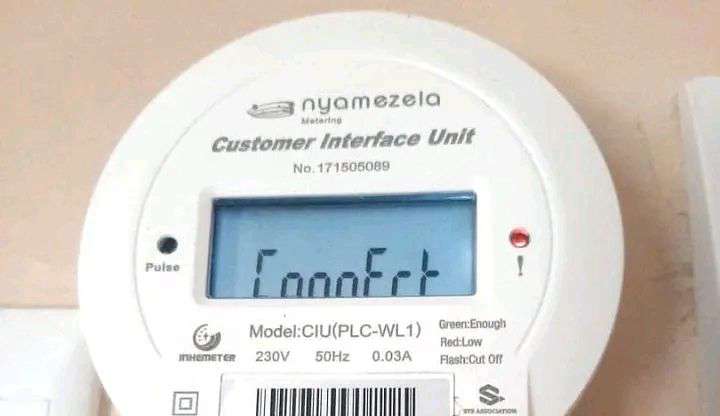 nyamezela
Metering
Customer Interface Unit
No.171505089
ConnEct
Pulse
!
INHEMETER
Model:CIU(PLC-WL1)
230V 50Hz 0.03A
Green:Enough
Red:Low
Flash:Cut Off
STS ASSOCIATION